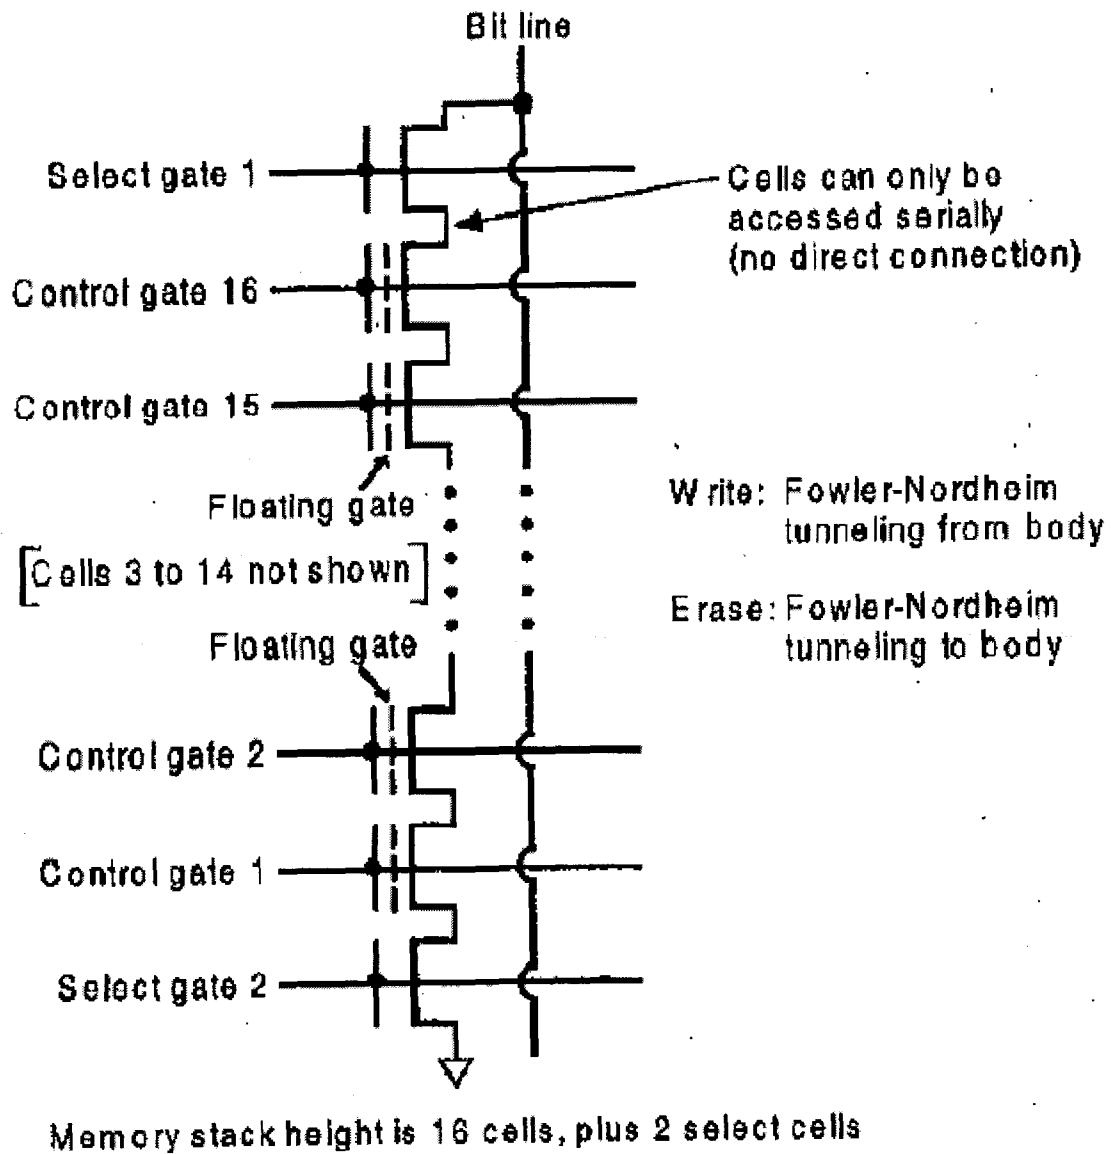 Bit line
Select gate 1
Cells can only be
accessed serially
(no direct connection)
Control gate 16
Control gate 15
Floating gate
[Cells 3 to 14 not shown]
Write: Fowler-Nordheim
tunneling from body
Erase: Fowler-Nordheim
tunneling to body
Floating gate
Control gate 2
Control gate 1
Select gate 2
Memory stack height is 16 cells, plus 2 select cells